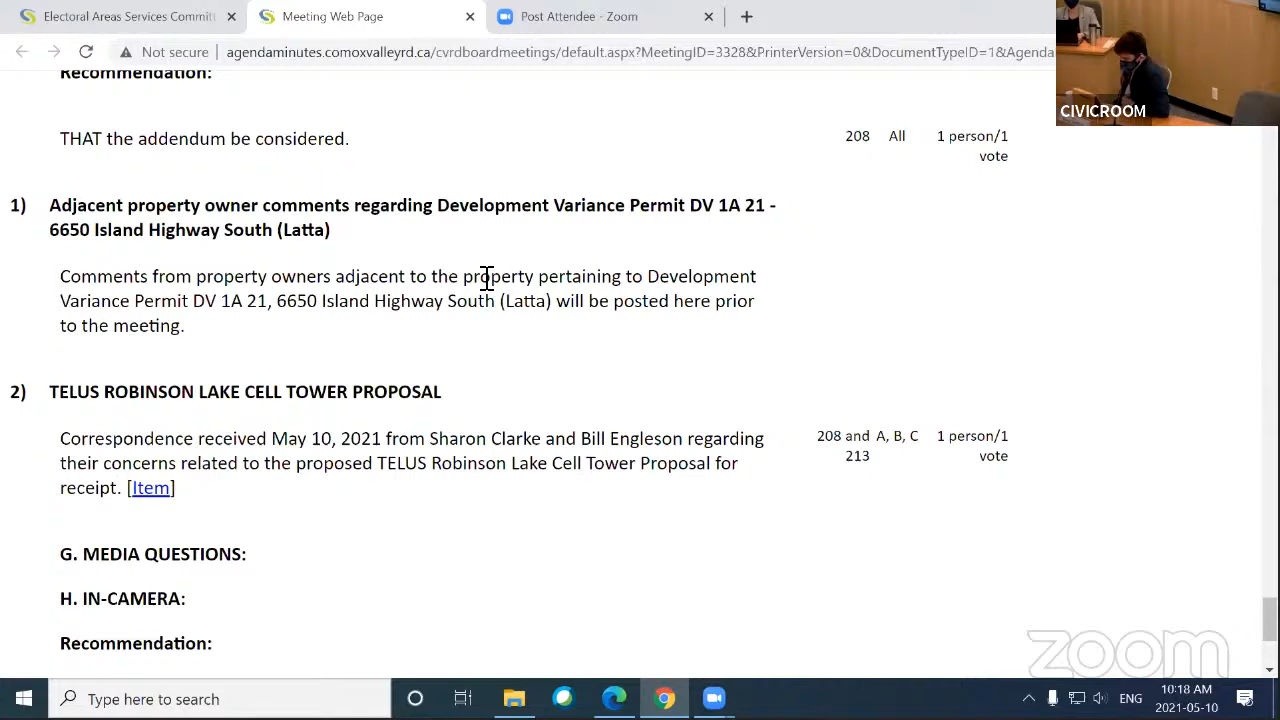 Electoral Areas Services Committ
Meeting Web Page
Post Attendee - Zoom
Not secure
agendaminutes.comoxvalleyrd.ca/cvrdboardmeetings/default.aspx?MeetingID=3328&PrinterVersion=0&DocumentTypeID=1&Agenda
CIVICROOM
Recommendation:
THAT the addendum be considered.
208 All 1 person/1
vote
1) Adjacent property owner comments regarding Development Variance Permit DV 1A 21 -
6650 Island Highway South (Latta)
Comments from property owners adjacent to the property pertaining to Development
Variance Permit DV 1A 21, 6650 Island Highway South (Latta) will be posted here prior
to the meeting.
2) TELUS ROBINSON LAKE CELL TOWER PROPOSAL
Correspondence received May 10, 2021 from Sharon Clarke and Bill Engleson regarding
their concerns related to the proposed TELUS Robinson Lake Cell Tower Proposal for
receipt. [Item]
208 and A, B, C 1 person/1
213 vote
G. MEDIA QUESTIONS:
H. IN-CAMERA:
Recommendation:
zoom
Type here to search
ENG
10:18 AM
2021-05-10